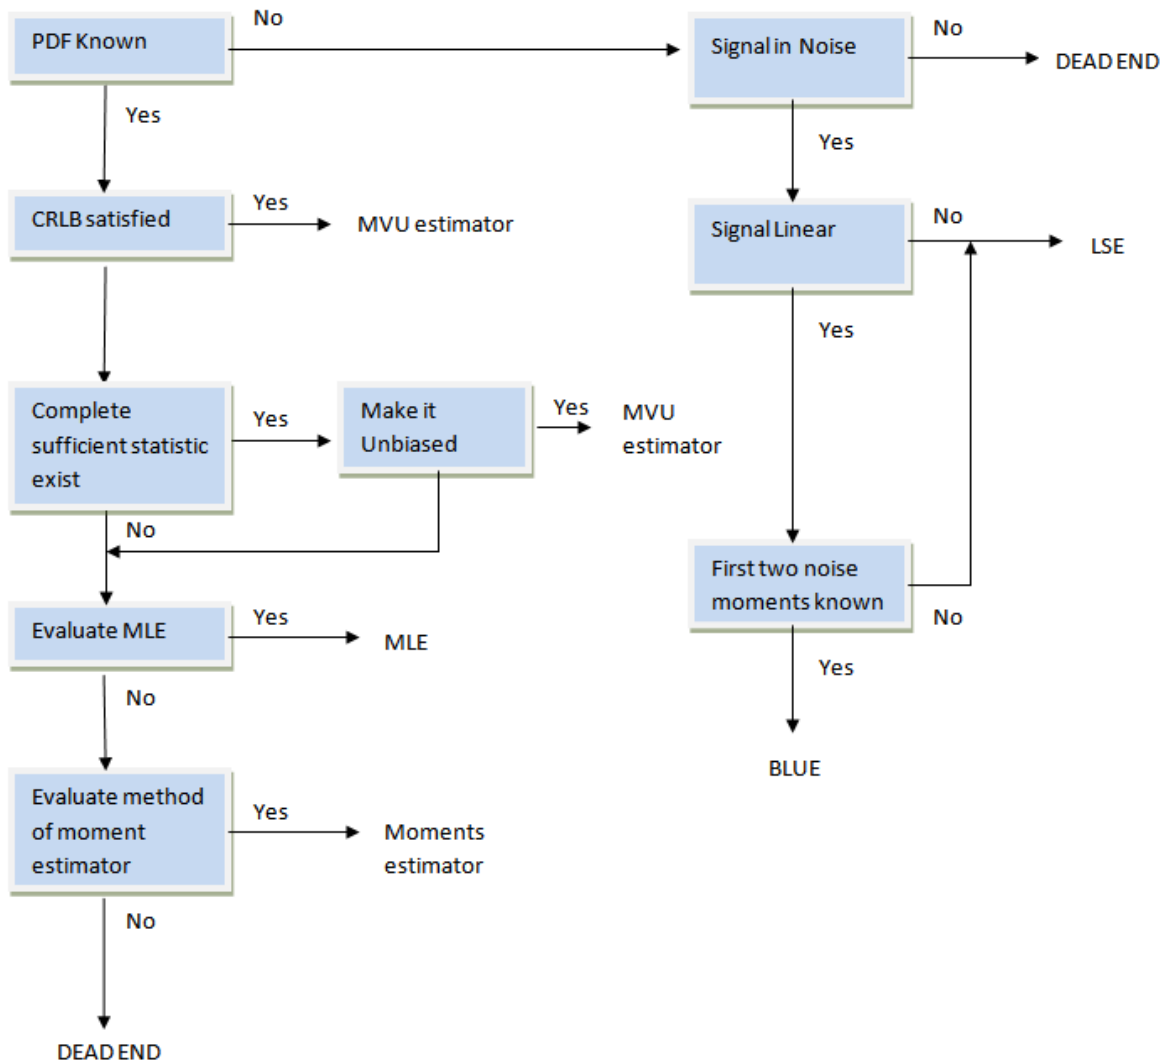 No
No
PDF Known
Signal in Noise
DEAD END
Yes
Yes
Yes
No
CRLB satisfied
MVU estimator
Signal Linear
LSE
Yes
Complete
sufficient statistic
exist
Yes
Make it
Unbiased
Yes
MVU
estimator
No
First two noise
moments known
Yes
No
Evaluate MLE
MLE
Yes
No
BLUE
Evaluate method
of moment
estimator
Yes
Moments
estimator
No
DEAD END